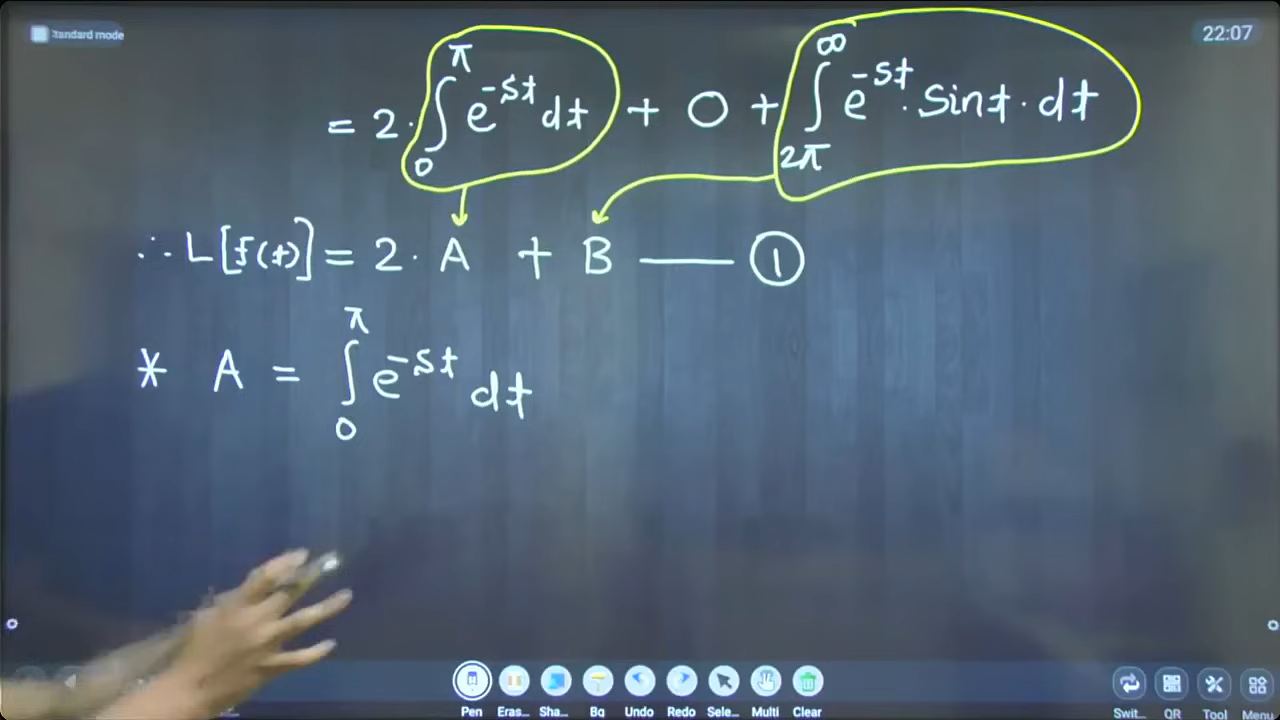 Standard mode
22:07
= 2· ∫₀^π e^{-st} dt + 0 + ∫_{2π}^∞ e^{-st}· sint· dt
∴ L[f(t)] = 2· A + B —— ①
* A = ∫₀^π e^{-st} dt
Pen Eras... Sha... Bg Undo Redo Sele... Multi Clear
Swit... QR Tool Menu